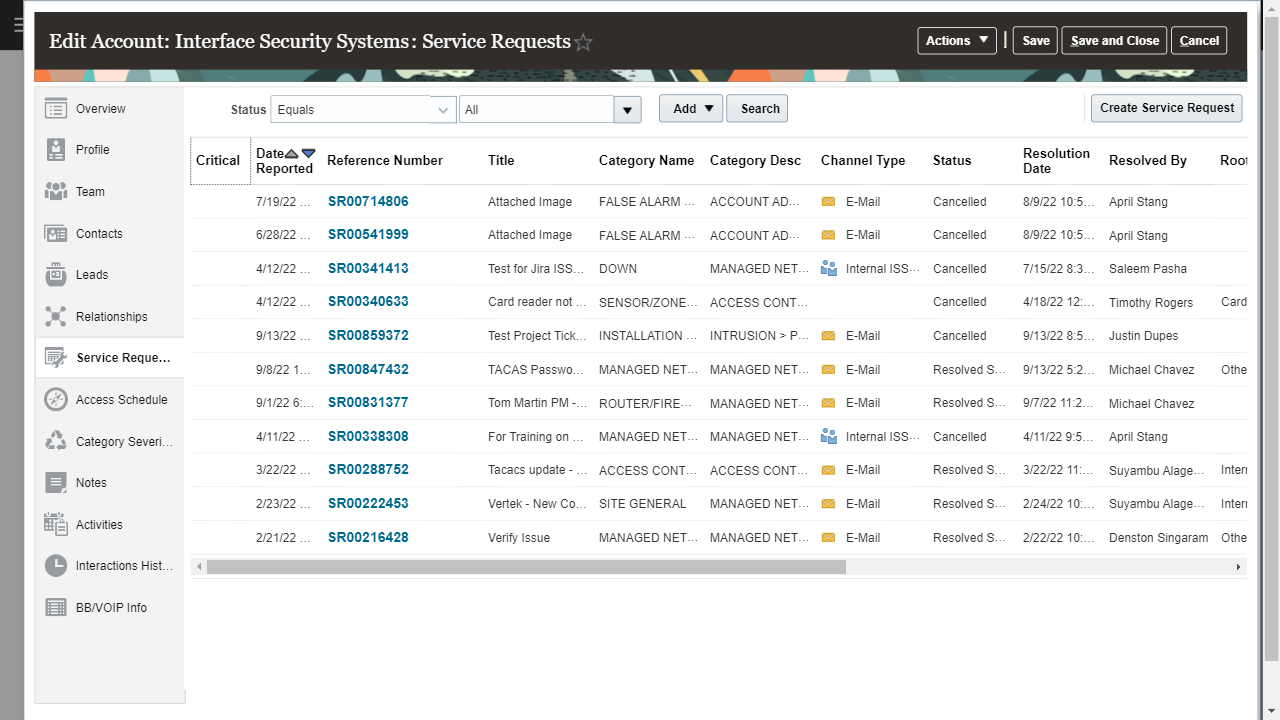 Edit Account: Interface Security Systems: Service Requests
Actions Save Save and Close Cancel
Overview
Profile
Team
Contacts
Leads
Relationships
Service Reque...
Access Schedule
Category Severi...
Notes
Activities
Interactions Hist...
BB/VOIP Info
Status Equals All Add Search Create Service Request
Critical Date Reported Reference Number Title Category Name Category Desc Channel Type Status Resolution Date Resolved By Root
7/19/22 ... SR00714806 Attached Image FALSE ALARM ... ACCOUNT AD... E-Mail Cancelled 8/9/22 10:5... April Stang
6/28/22 ... SR00541999 Attached Image FALSE ALARM ... ACCOUNT AD... E-Mail Cancelled 8/9/22 10:5... April Stang
4/12/22 ... SR00341413 Test for Jira ISS... DOWN MANAGED NET... Internal ISS... Cancelled 7/15/22 8:3... Saleem Pasha
4/12/22 ... SR00340633 Card reader not ... SENSOR/ZONE... ACCESS CONT... Cancelled 4/18/22 12:... Timothy Rogers Card
9/13/22 ... SR00859372 Test Project Tick... INSTALLATION ... INTRUSION > P... E-Mail Cancelled 9/13/22 8:5... Justin Dupes
9/8/22 1... SR00847432 TACAS Passwo... MANAGED NET... MANAGED NET... E-Mail Resolved S... 9/13/22 5:2... Michael Chavez Othe
9/1/22 6:... SR00831377 Tom Martin PM -... ROUTER/FIRE... MANAGED NET... E-Mail Resolved S... 9/7/22 11:2... Michael Chavez
4/11/22 ... SR00338308 For Training on ... MANAGED NET... MANAGED NET... Internal ISS... Cancelled 4/11/22 9:5... April Stang
3/22/22 ... SR00288752 Tacacs update - ... ACCESS CONT... ACCESS CONT... E-Mail Resolved S... 3/22/22 11:... Suyambu Alage... Intern
2/23/22 ... SR00222453 Vertek - New Co... SITE GENERAL MANAGED NET... E-Mail Resolved S... 2/24/22 10:... Suyambu Alage... Intern
2/21/22 ... SR00216428 Verify Issue MANAGED NET... MANAGED NET... E-Mail Resolved S... 2/22/22 10:... Denston Singaram Othe